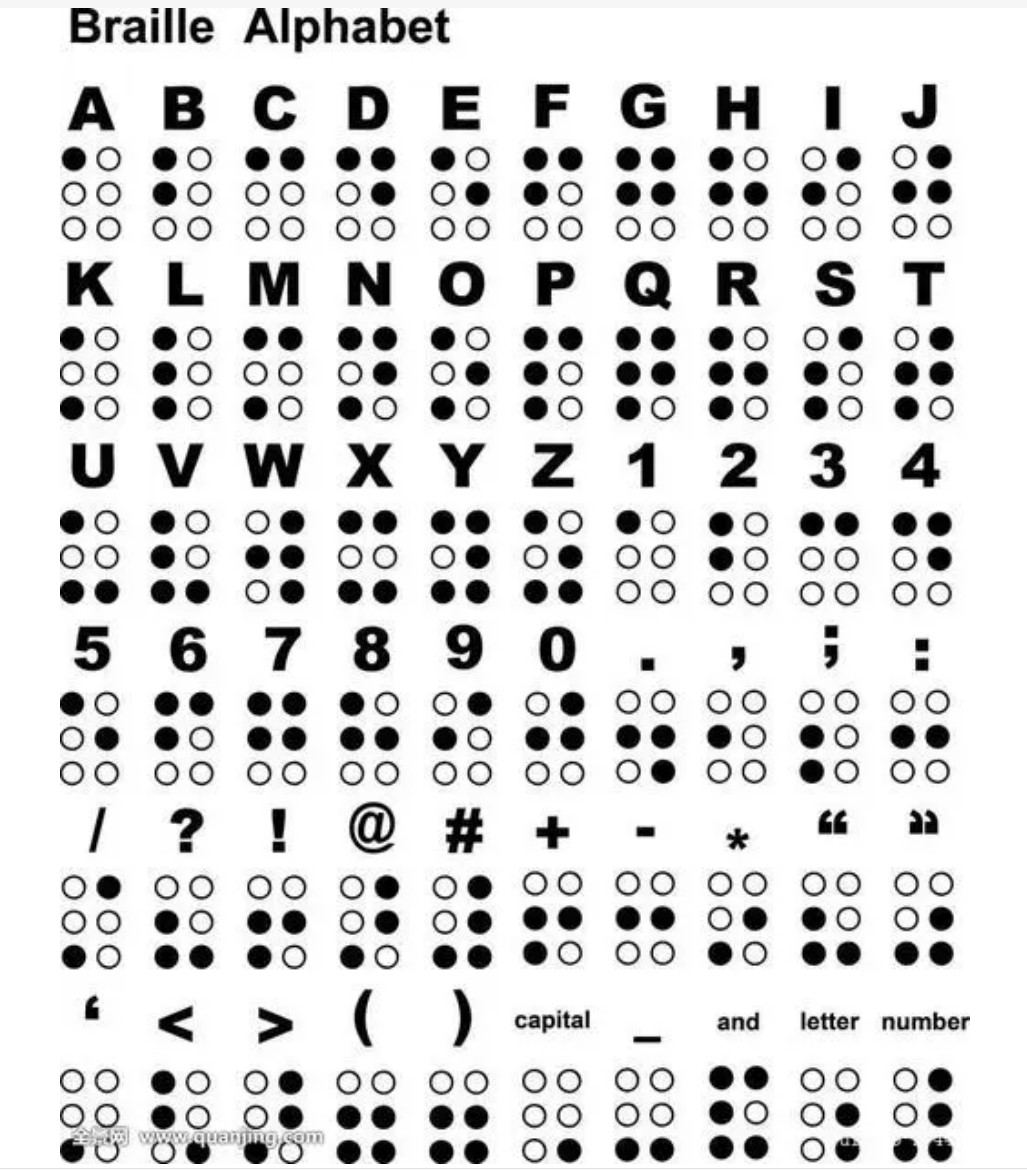 Braille Alphabet
A B C D E F G H I J
K L M N O P Q R S T
U V W X Y Z 1 2 3 4
5 6 7 8 9 0 . , ; :
/ ? ! @ # + - * “ ”
‘ < > ( ) capital _ and letter number
全景网 www.quanjing.com